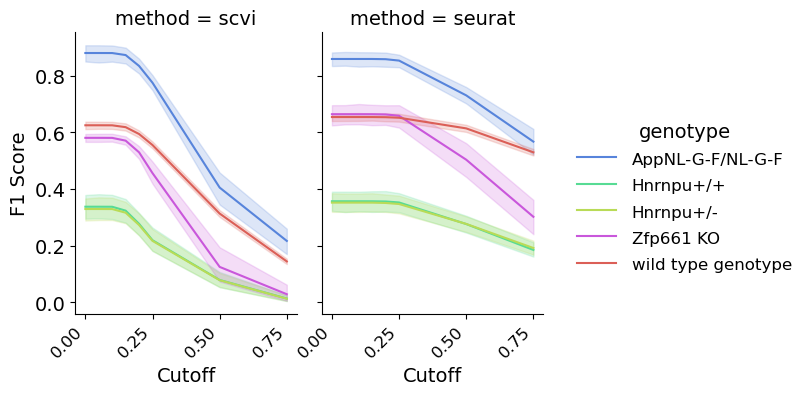 method = scvi
method = seurat
F1 Score
0.8
0.6
0.4
0.2
0.0
0.00
0.25
0.50
0.75
Cutoff
0.00
0.25
0.50
0.75
Cutoff
genotype
AppNL-G-F/NL-G-F
Hnrnpu+/+
Hnrnpu+/-
Zfp661 KO
wild type genotype